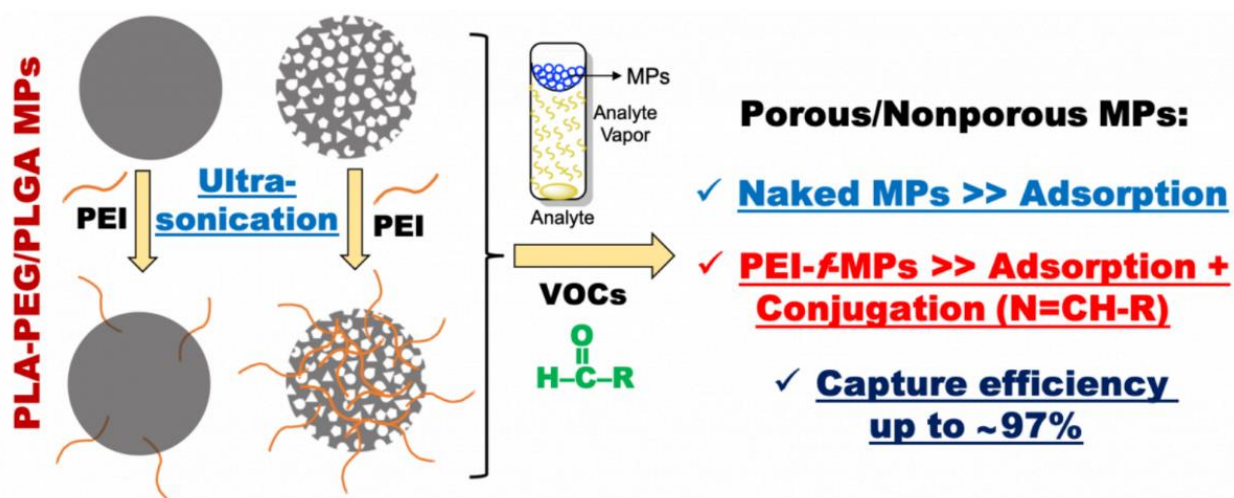 PLA-PEG/PLGA MPs
PEI
Ultra-
sonication
PEI
MPs
Analyte
Vapor
Analyte
VOCs
O
H–C–R
Porous/Nonporous MPs:
✓ Naked MPs >> Adsorption
✓ PEI-f-MPs >> Adsorption +
Conjugation (N=CH-R)
✓ Capture efficiency
up to ~97%